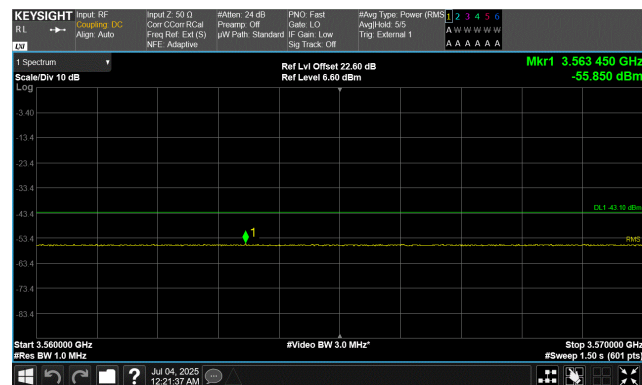 KEYSIGHT Input: RF Input Z: 50 Ω #Atten: 24 dB PNO: Fast #Avg Type: Power (RMS) 1 2 3 4 5 6
RL Coupling: DC Corr CCorr RCal Preamp: Off Gate: LO Avg|Hold: 5/5 A W W W W W
Align: Auto Freq Ref: Ext (S) µW Path: Standard IF Gain: Low Trig: External 1
LXI NFE: Adaptive Sig Track: Off A A A A A A
1 Spectrum Ref Lvl Offset 22.60 dB Mkr1 3.563 450 GHz
Scale/Div 10 dB Ref Level 6.60 dBm -55.850 dBm
Log
-3.40
-13.4
-23.4
-33.4
DL1 -43.10 dBm
-43.4
1
-53.4
RMS
-63.4
-73.4
-83.4
Start 3.560000 GHz #Video BW 3.0 MHz* Stop 3.570000 GHz
#Res BW 1.0 MHz #Sweep 1.50 s (601 pts)
? Jul 04, 2025
12:21:37 AM